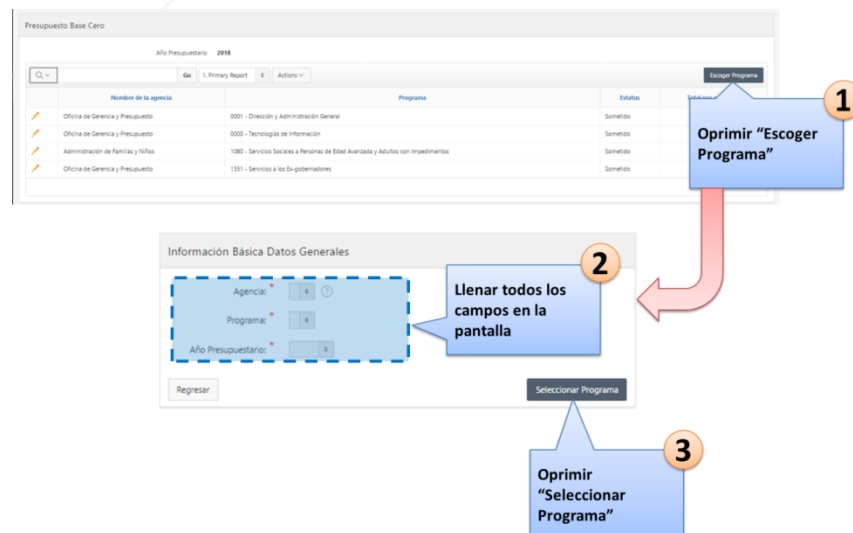 Presupuesto Base Cero
Año Presupuestario 2018
Go 1. Primary Report Actions Escoger Programa
Nombre de la agencia Programa Estatus
Oficina de Gerencia y Presupuesto 0001 - Dirección y Administración General Sometido
Oficina de Gerencia y Presupuesto 0003 - Tecnologías de Información Sometido
Administración de Familias y Niños 1080 - Servicios Sociales a Personas de Edad Avanzada y Adultos con Impedimentos Sometido
Oficina de Gerencia y Presupuesto 1351 - Servicios a los Ex-gobernadores Sometido
1
Oprimir “Escoger
Programa”
Información Básica Datos Generales
Agencia: * ?
Programa: *
Año Presupuestario: *
2
Llenar todos los
campos en la
pantalla
Regresar Seleccionar Programa
3
Oprimir
“Seleccionar
Programa”